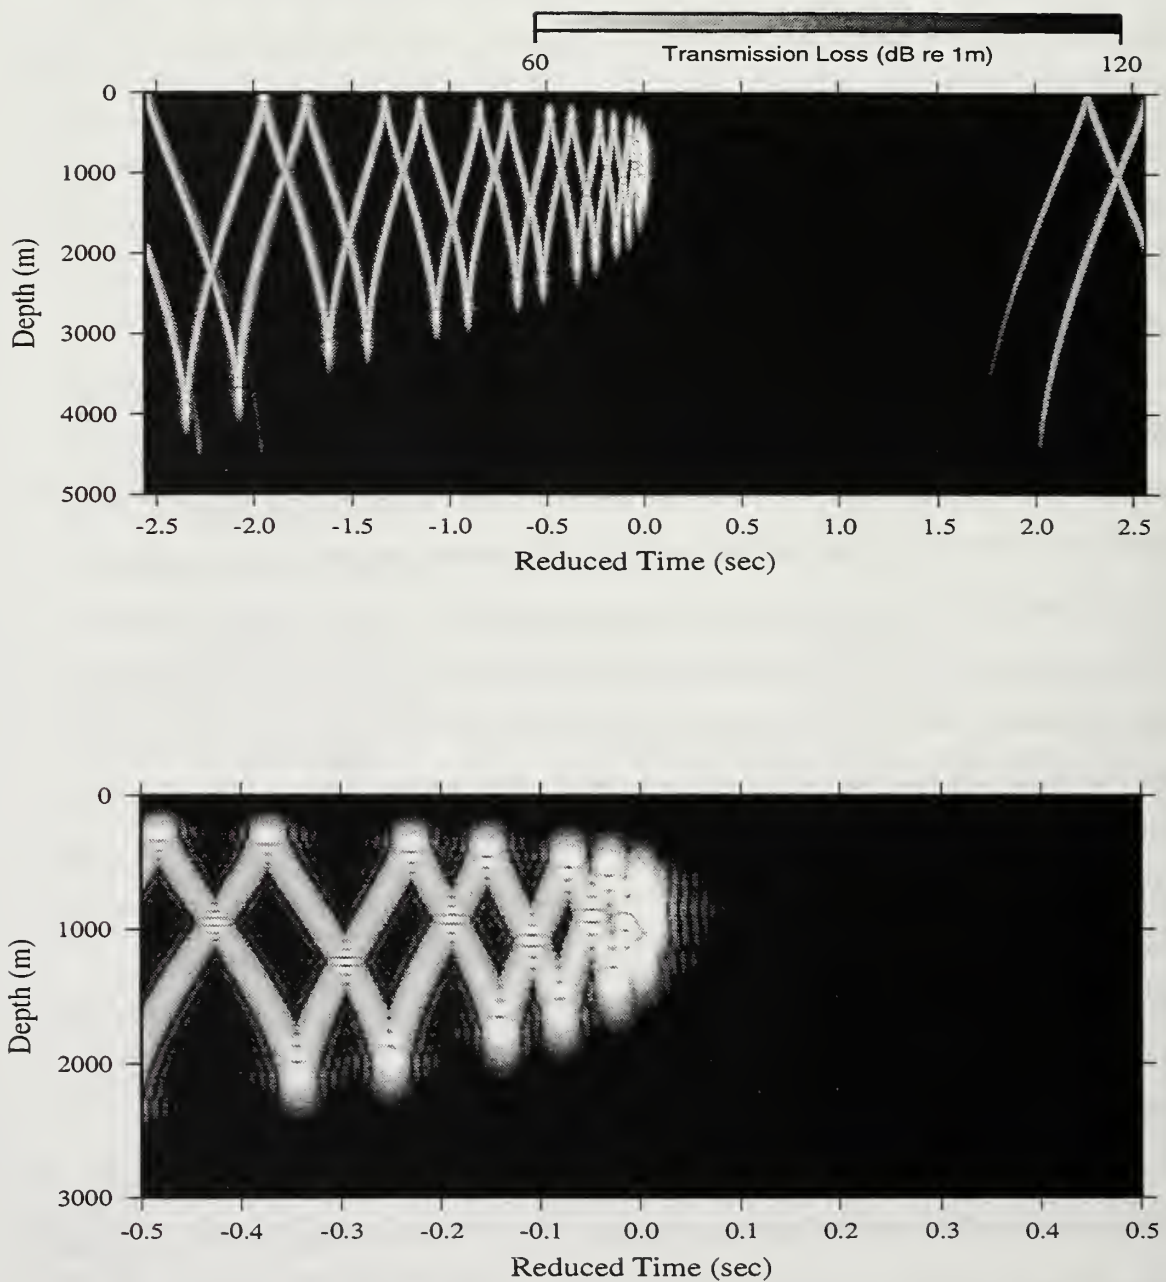 Transmission Loss (dB re 1m)
60 120
0
1000
2000
3000
4000
5000
Depth (m)
-2.5 -2.0 -1.5 -1.0 -0.5 0.0 0.5 1.0 1.5 2.0 2.5
Reduced Time (sec)
0
1000
2000
3000
Depth (m)
-0.5 -0.4 -0.3 -0.2 -0.1 0.0 0.1 0.2 0.3 0.4 0.5
Reduced Time (sec)